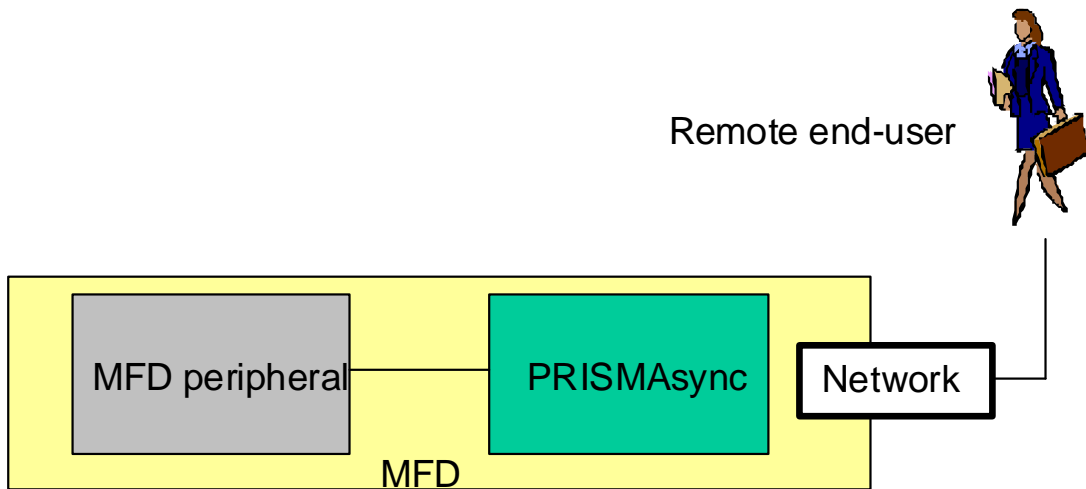 Remote end-user
MFD peripheral
PRISMAsync
Network
MFD